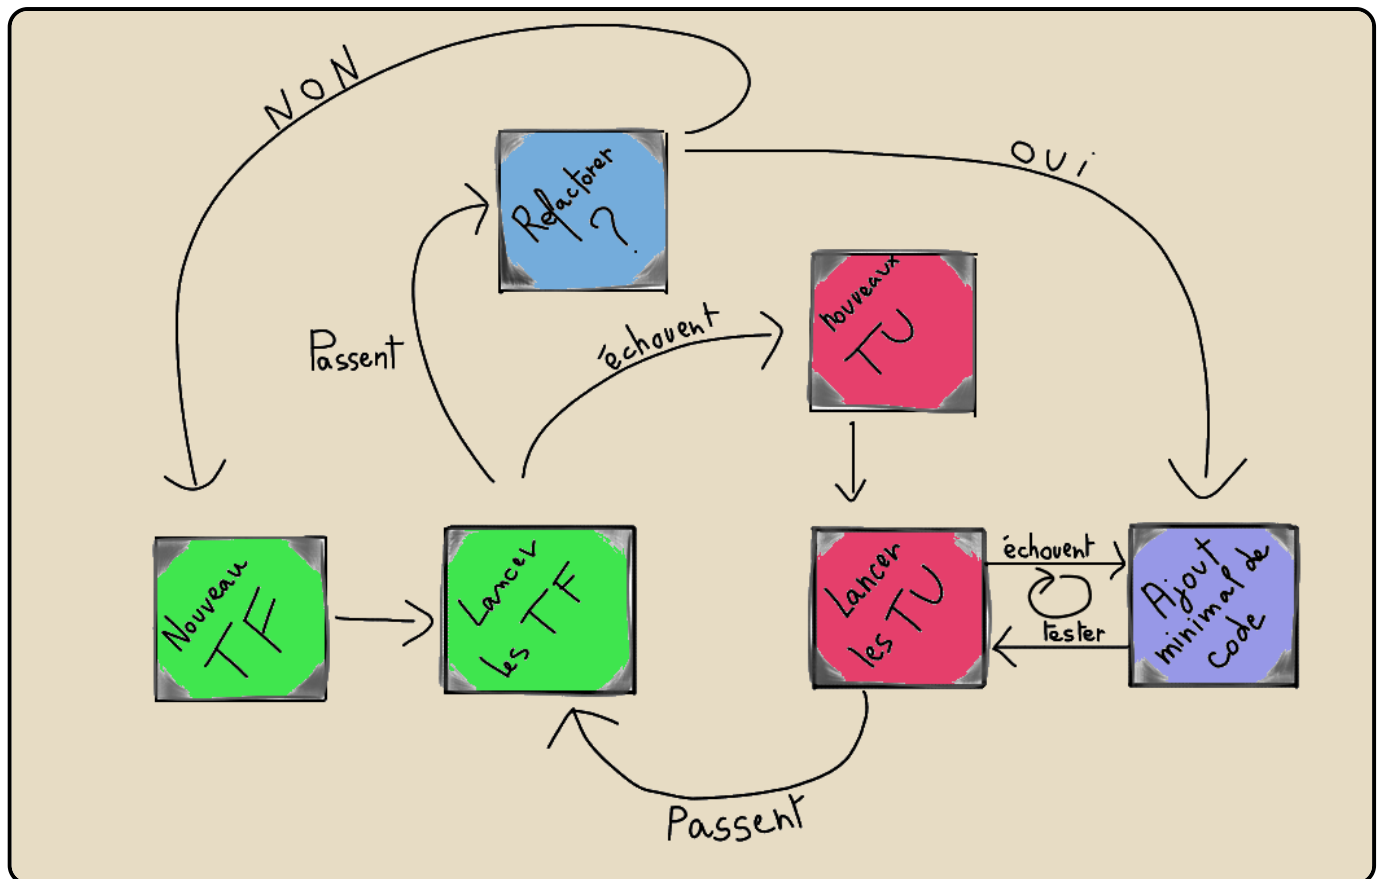 NON
OUi
Refactorer
?
nouveaux
TU
échouent
Passent
Nouveau
TF
Lancer
les TF
Lancer
les TU
échouent
tester
Ajout
minimal de
code
Passent